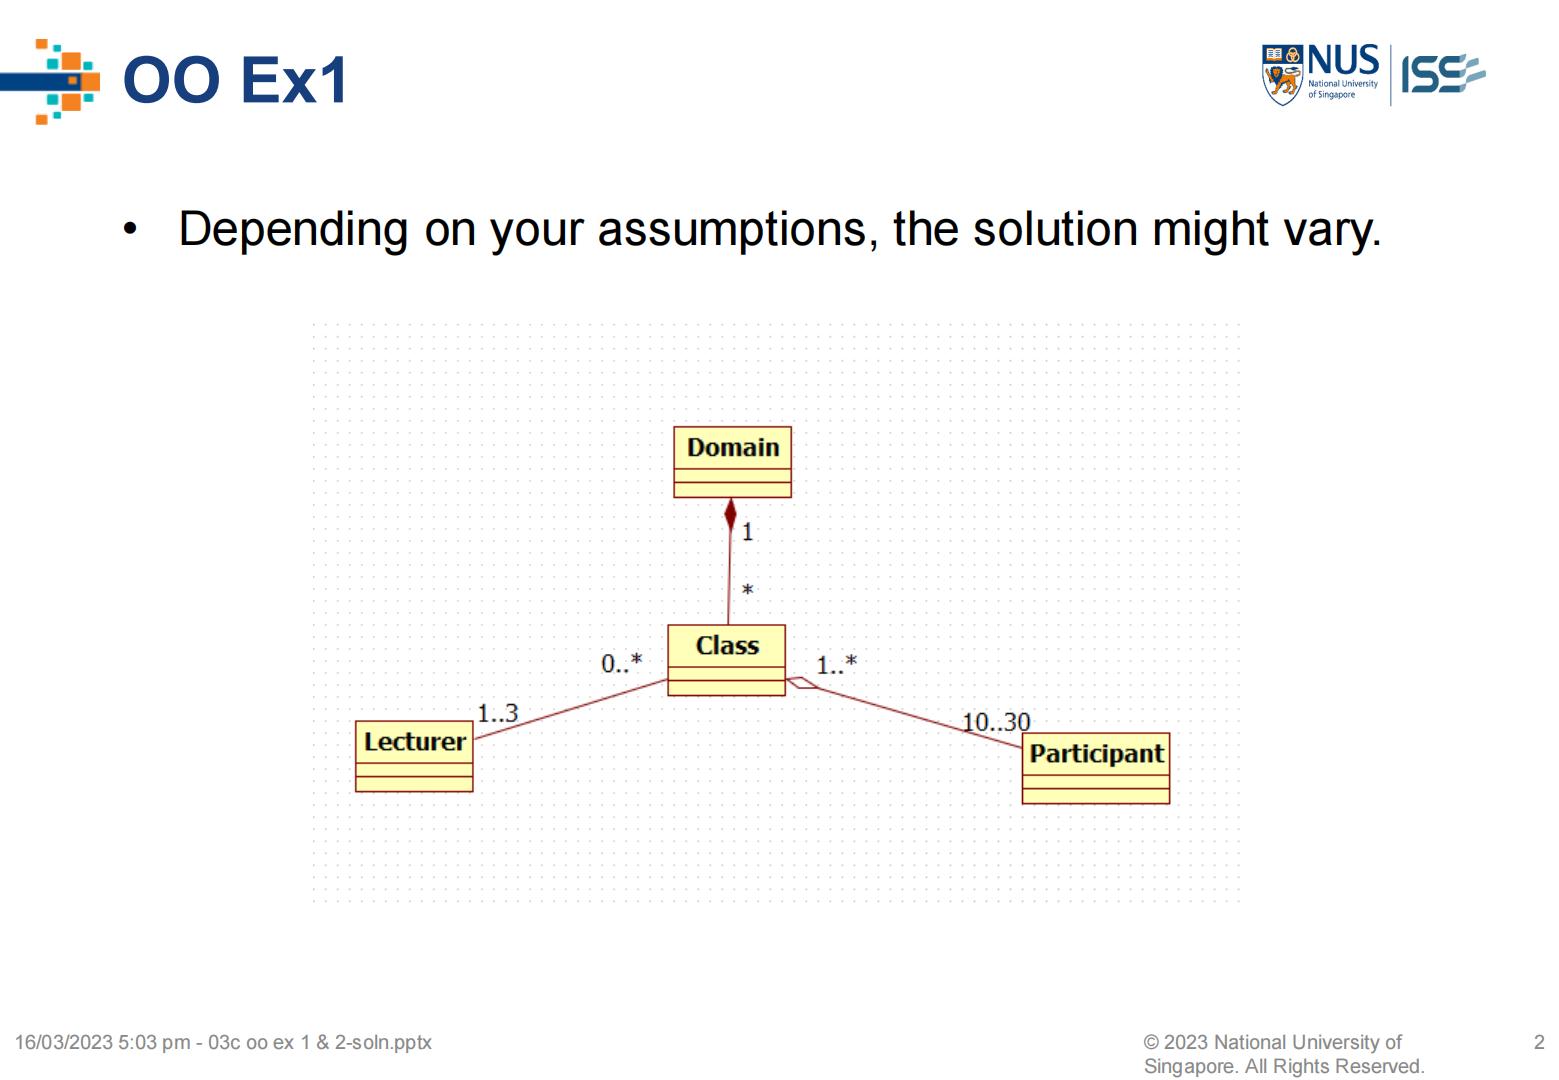 OO Ex1
NUS
National University
of Singapore
ISS
• Depending on your assumptions, the solution might vary.
Domain
1
*
Class
0..*
1..*
1..3
10..30
Lecturer
Participant
16/03/2023 5:03 pm - 03c oo ex 1 & 2-soln.pptx
© 2023 National University of
Singapore. All Rights Reserved.
2